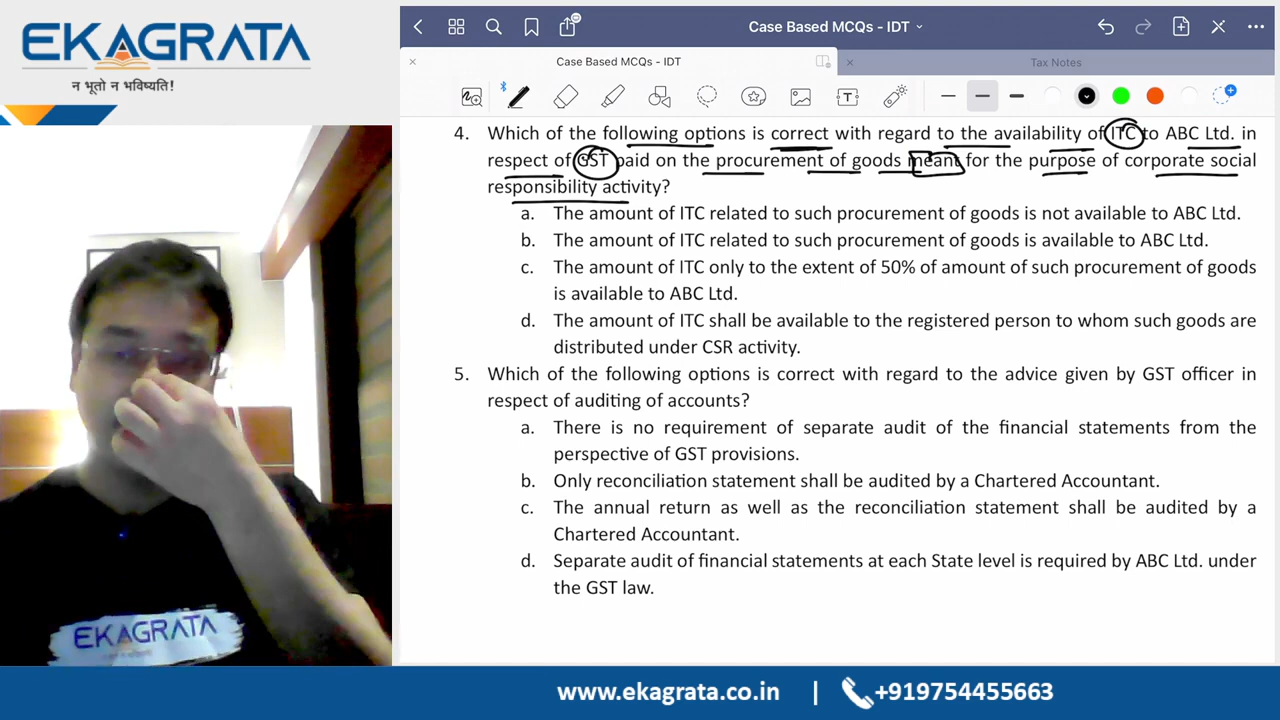 EKAGRATA
न भूतो न भविष्यति!
Case Based MCQs - IDT
Case Based MCQs - IDT
Tax Notes
4. Which of the following options is correct with regard to the availability of ITC to ABC Ltd. in
respect of GST paid on the procurement of goods meant for the purpose of corporate social
responsibility activity?
a. The amount of ITC related to such procurement of goods is not available to ABC Ltd.
b. The amount of ITC related to such procurement of goods is available to ABC Ltd.
c. The amount of ITC only to the extent of 50% of amount of such procurement of goods
is available to ABC Ltd.
d. The amount of ITC shall be available to the registered person to whom such goods are
distributed under CSR activity.
5. Which of the following options is correct with regard to the advice given by GST officer in
respect of auditing of accounts?
a. There is no requirement of separate audit of the financial statements from the
perspective of GST provisions.
b. Only reconciliation statement shall be audited by a Chartered Accountant.
c. The annual return as well as the reconciliation statement shall be audited by a
Chartered Accountant.
d. Separate audit of financial statements at each State level is required by ABC Ltd. under
the GST law.
EKAGRATA
www.ekagrata.co.in | +919754455663